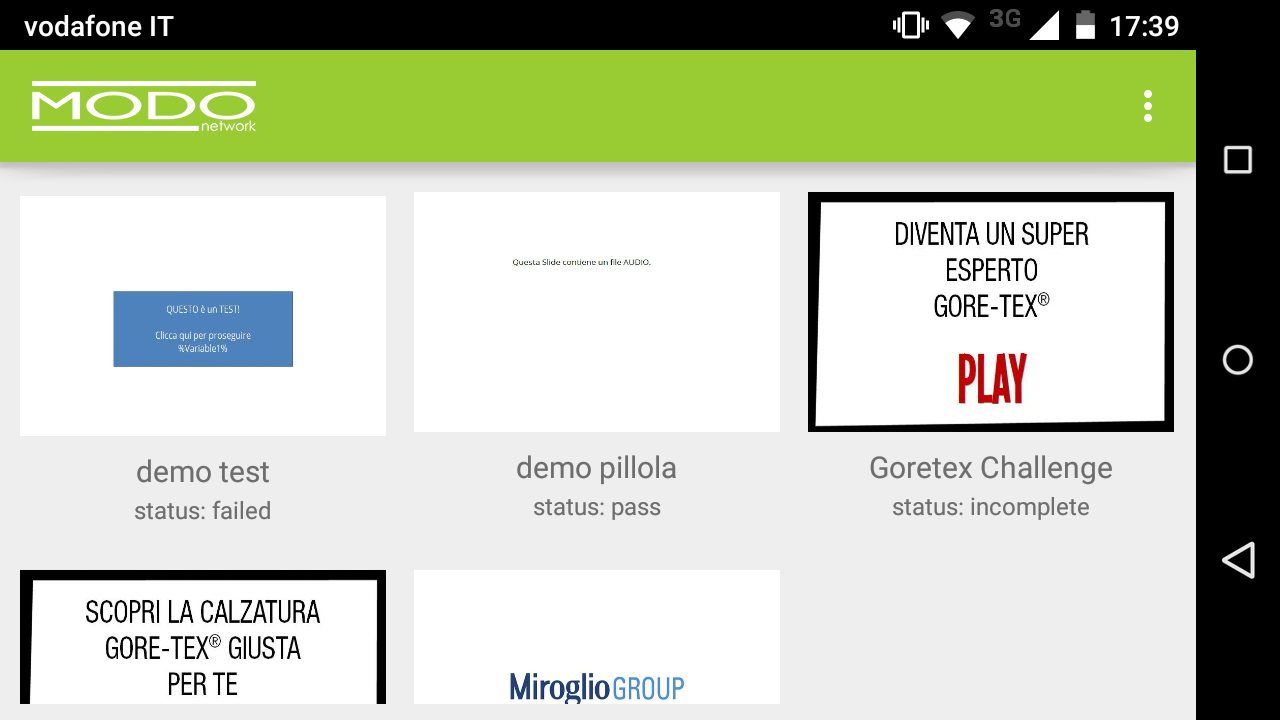 vodafone IT
3G
17:39
MODO
network
QUESTO è un TEST!
Clicca qui per proseguire
%Variable1%
demo test
status: failed
Questa Slide contiene un file AUDIO.
demo pillola
status: pass
DIVENTA UN SUPER
ESPERTO
GORE-TEX®
PLAY
Goretex Challenge
status: incomplete
SCOPRI LA CALZATURA
GORE-TEX® GIUSTA
PER TE
Miroglio GROUP